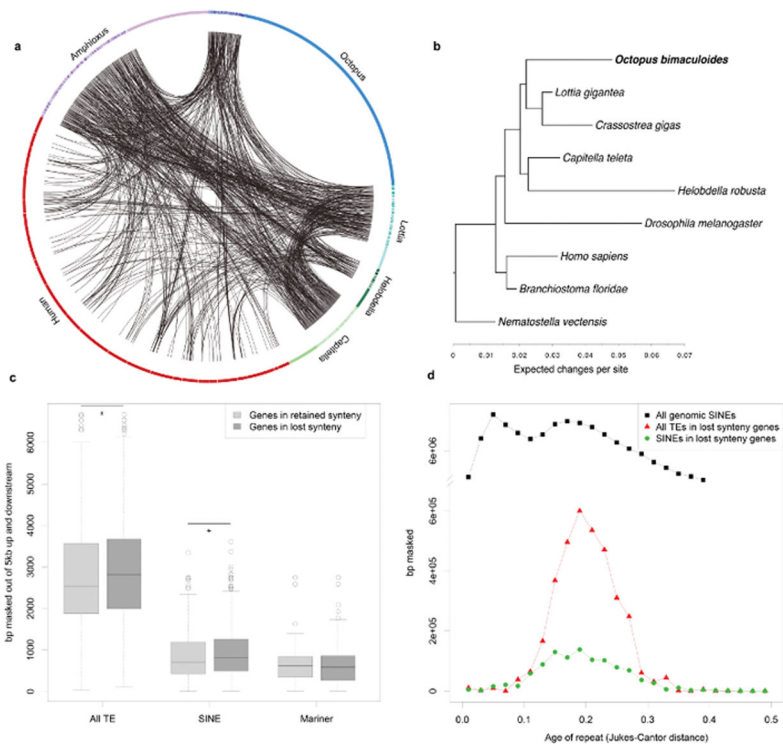 a
Amphioxus
Octopus
Lottia
Helobdella
Capitella
Human
b
Octopus bimaculoides
Lottia gigantea
Crassostrea gigas
Capitella teleta
Helobdella robusta
Drosophila melanogaster
Homo sapiens
Branchiostoma floridae
Nematostella vectensis
0 0.01 0.02 0.03 0.04 0.05 0.06 0.07
Expected changes per site
c
Genes in retained synteny
Genes in lost synteny
bp masked out of 5kb up and downstream
6000
5000
4000
3000
2000
1000
0
*
*
All TE SINE Mariner
d
All genomic SINEs
All TEs in lost synteny genes
SINEs in lost synteny genes
bp masked
6e+06
6e+05
4e+05
2e+05
0
0.0 0.1 0.2 0.3 0.4 0.5
Age of repeat (Jukes-Cantor distance)